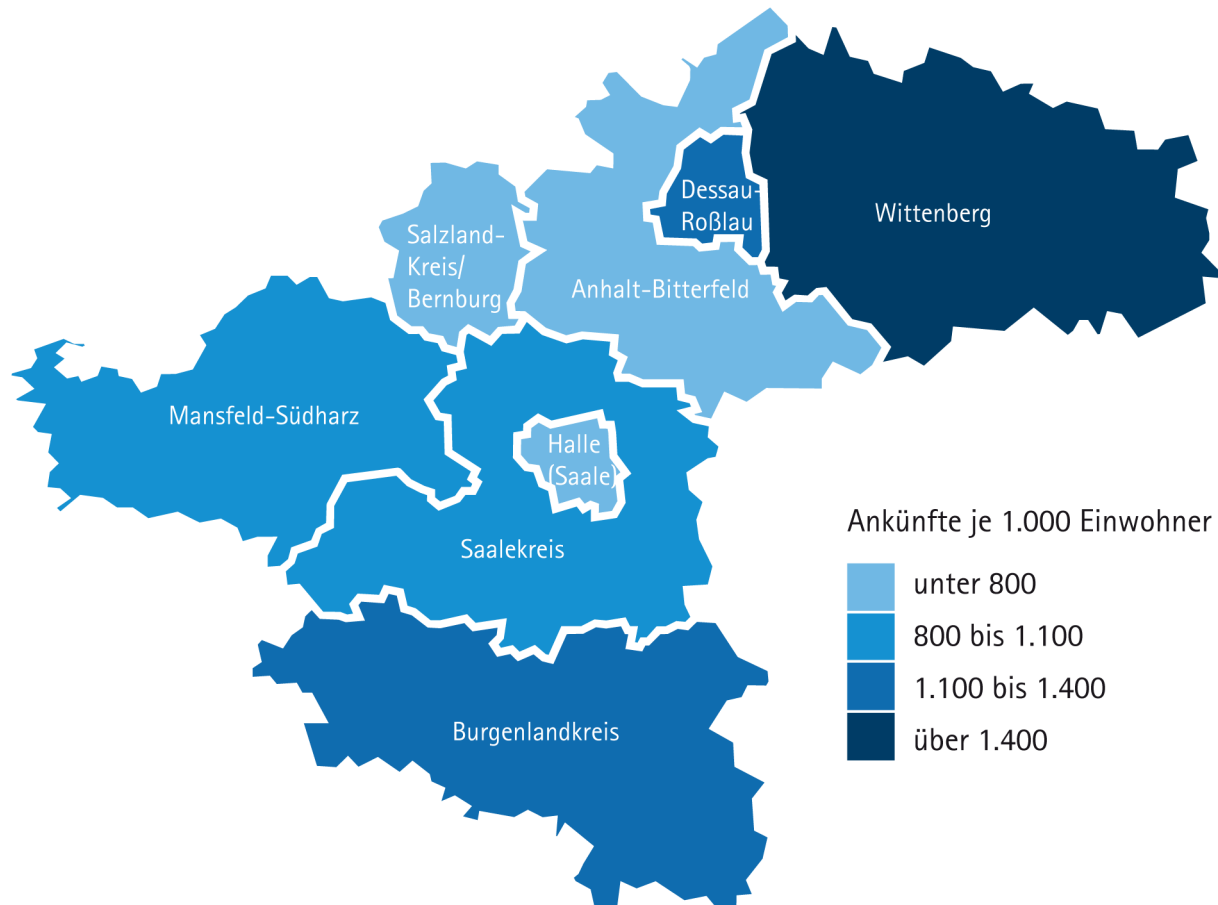 Dessau-
Roßlau
Wittenberg
Salzland-
Kreis/
Bernburg
Anhalt-Bitterfeld
Mansfeld-Südharz
Halle
(Saale)
Saalekreis
Burgenlandkreis
Ankünfte je 1.000 Einwohner
unter 800
800 bis 1.100
1.100 bis 1.400
über 1.400